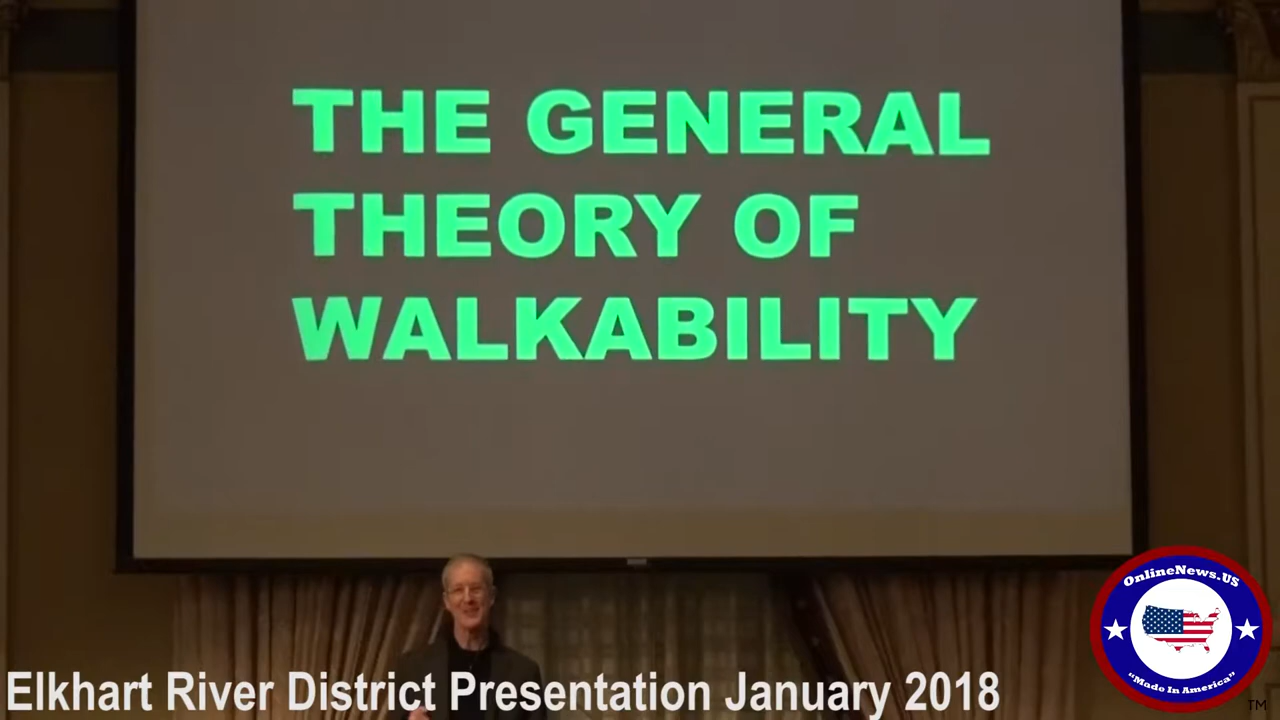 THE GENERAL
THEORY OF
WALKABILITY
Elkhart River District Presentation January 2018
OnlineNews.US
"Made In America"
TM